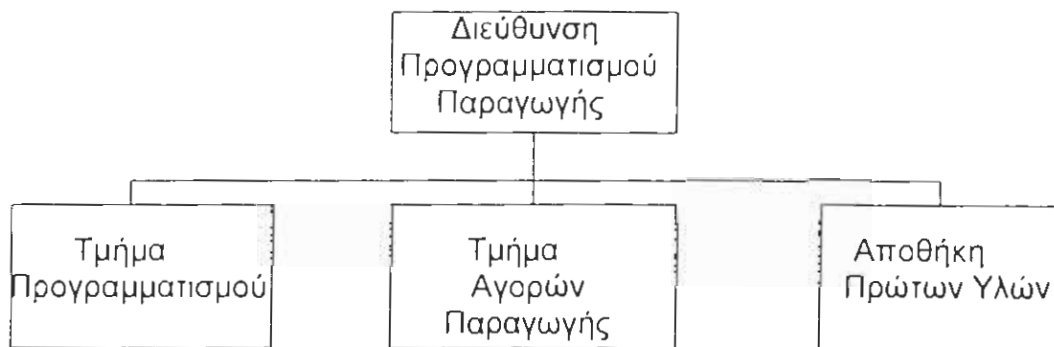 Διεύθυνση
Προγραμματισμού
Παραγωγής
Τμήμα
Προγραμματισμού
Τμήμα
Αγορών
Παραγωγής
Αποθήκη
Πρώτων Υλών